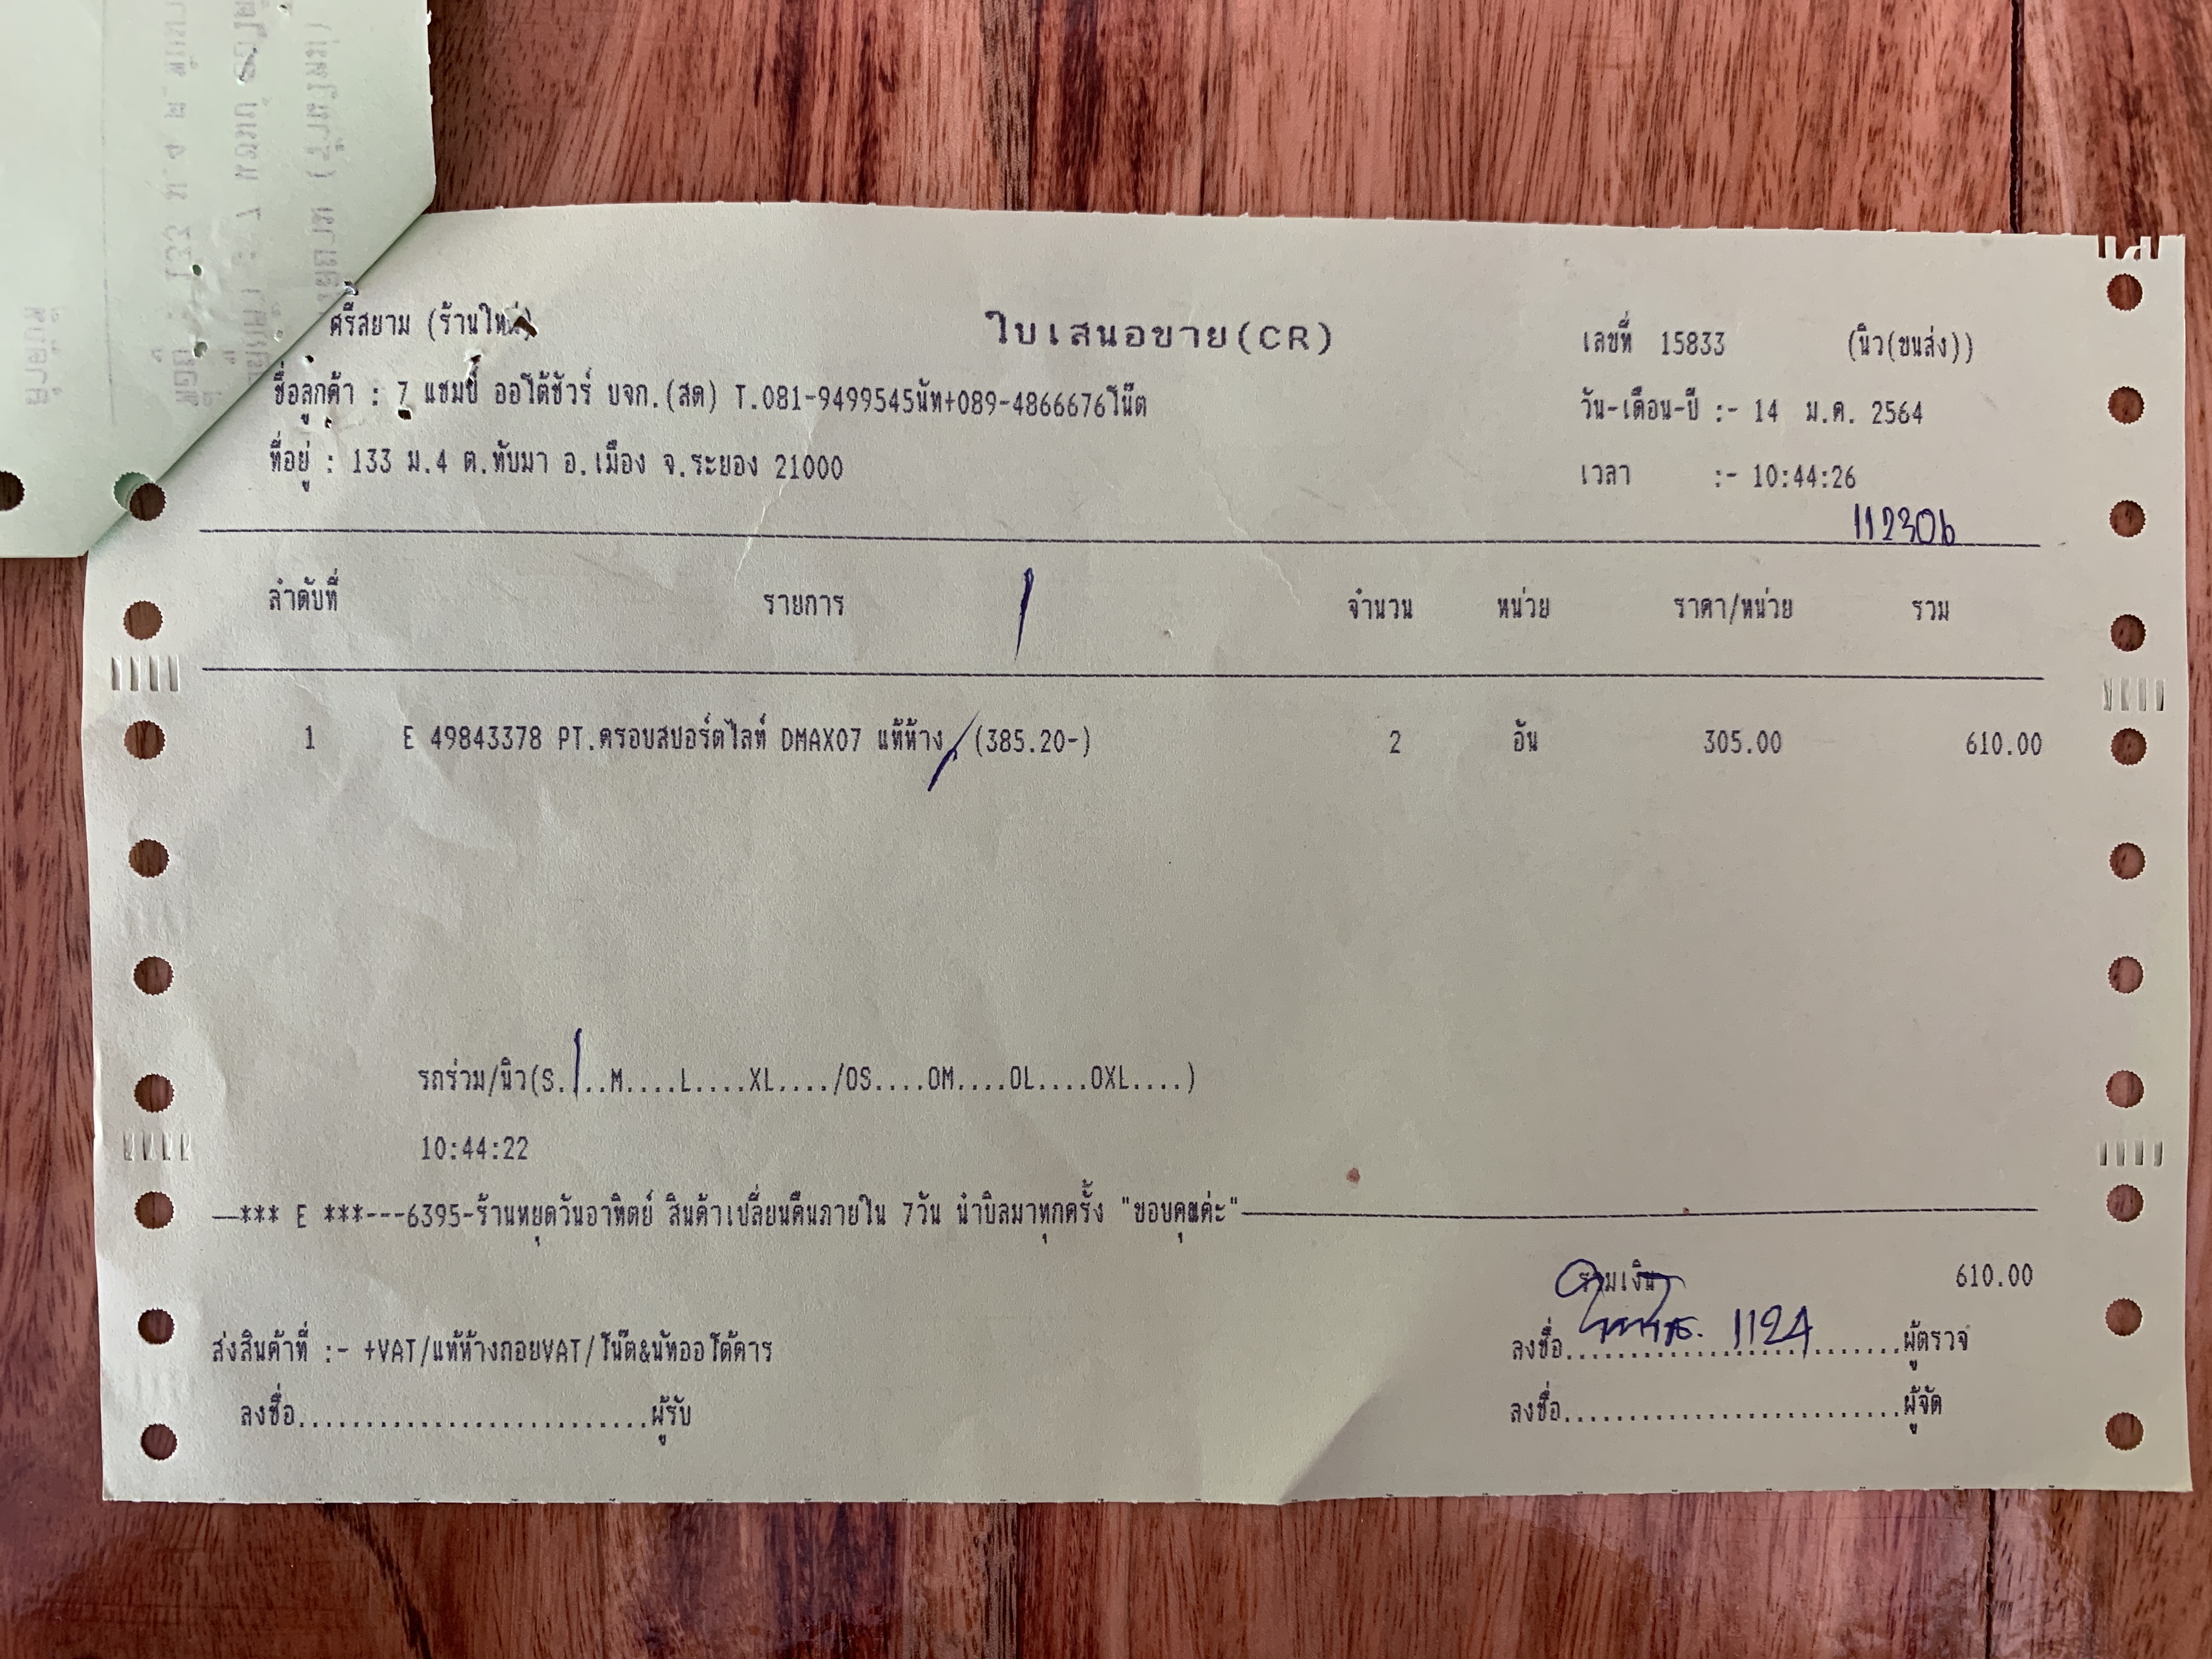 ศรีสยาม (ร้านใหม่)
ใบเสนอขาย(CR)
เลขที่ 15833 (นิว(ขนส่ง))
ชื่อลูกค้า : 7 แชมป์ ออโต้ชัวร์ บจก.(สด) T.081-9499545นัท+089-4866676โน๊ต
วัน-เดือน-ปี :- 14 ม.ค. 2564
ที่อยู่ : 133 ม.4 ต.ทับมา อ.เมือง จ.ระยอง 21000
เวลา :- 10:44:26
112306
ลำดับที่ รายการ จำนวน หน่วย ราคา/หน่วย รวม
1 E 49843378 PT.ครอบสปอร์ตไลท์ DMAX07 แท้ห้าง (385.20-) 2 อัน 305.00 610.00
รถร่วม/นิว(S....M....L....XL..../OS....OM....OL....OXL....)
10:44:22
*** E ***---6395-ร้านหยุดวันอาทิตย์ สินค้าเปลี่ยนคืนภายใน 7วัน นำบิลมาทุกครั้ง "ขอบคุณค่ะ"
รวมเงิน 610.00
ส่งสินค้าที่ :- +VAT/แท้ห้างถอยVAT/โน๊ต&นัทออโต้คาร
ลงชื่อ 1124 ผู้ตรวจ
ลงชื่อ..........................ผู้รับ
ลงชื่อ.........................ผู้จัด